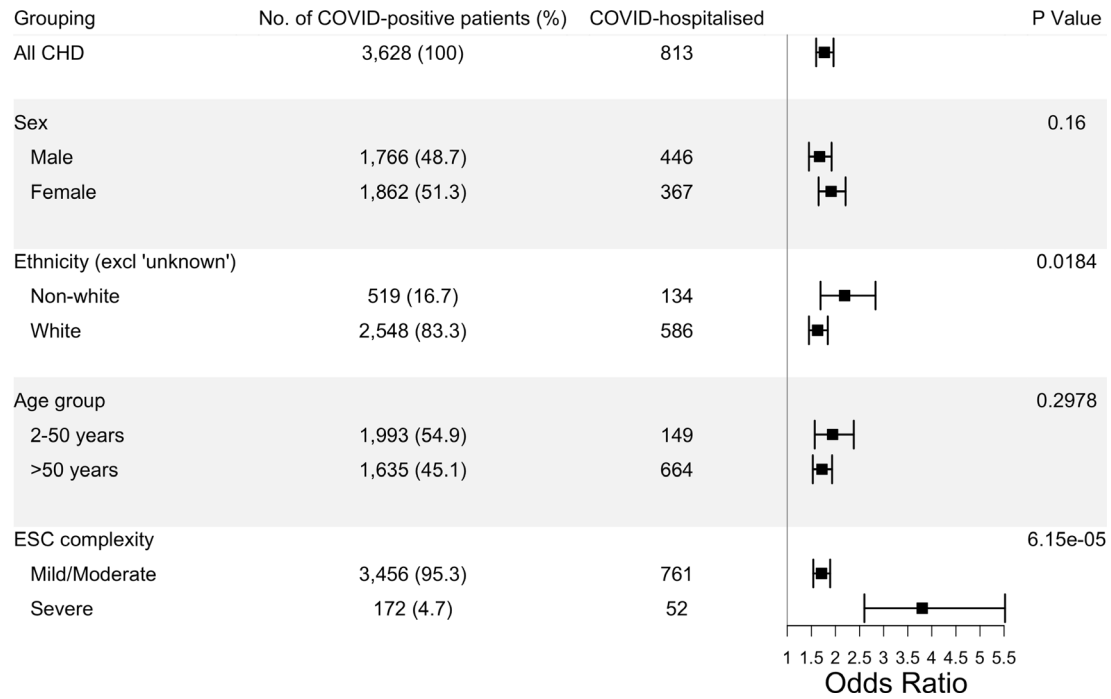 Grouping No. of COVID-positive patients (%) COVID-hospitalised P Value
All CHD 3,628 (100) 813
Sex 0.16
Male 1,766 (48.7) 446
Female 1,862 (51.3) 367
Ethnicity (excl 'unknown') 0.0184
Non-white 519 (16.7) 134
White 2,548 (83.3) 586
Age group 0.2978
2-50 years 1,993 (54.9) 149
>50 years 1,635 (45.1) 664
ESC complexity 6.15e-05
Mild/Moderate 3,456 (95.3) 761
Severe 172 (4.7) 52
1 1.5 2 2.5 3 3.5 4 4.5 5 5.5
Odds Ratio